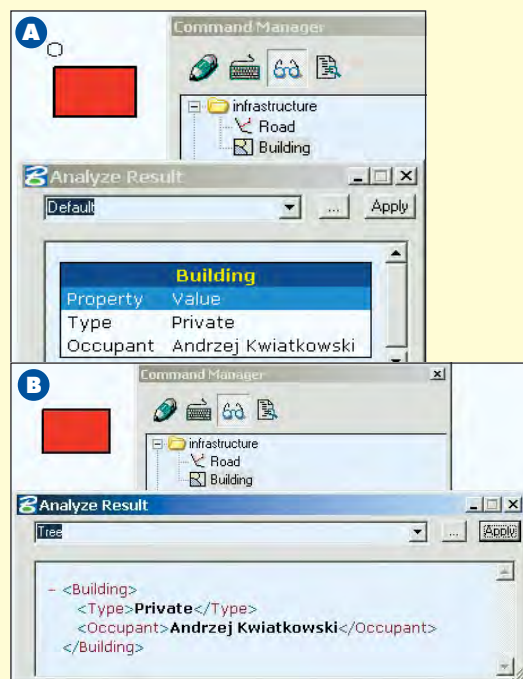 A
Command Manager
infrastructure
Road
Building
Analyze Result
Default
...
Apply
Building
Property Value
Type Private
Occupant Andrzej Kwiatkowski
B
Command Manager
infrastructure
Road
Building
Analyze Result
Tree
...
Apply
- <Building>
<Type>Private</Type>
<Occupant>Andrzej Kwiatkowski</Occupant>
</Building>